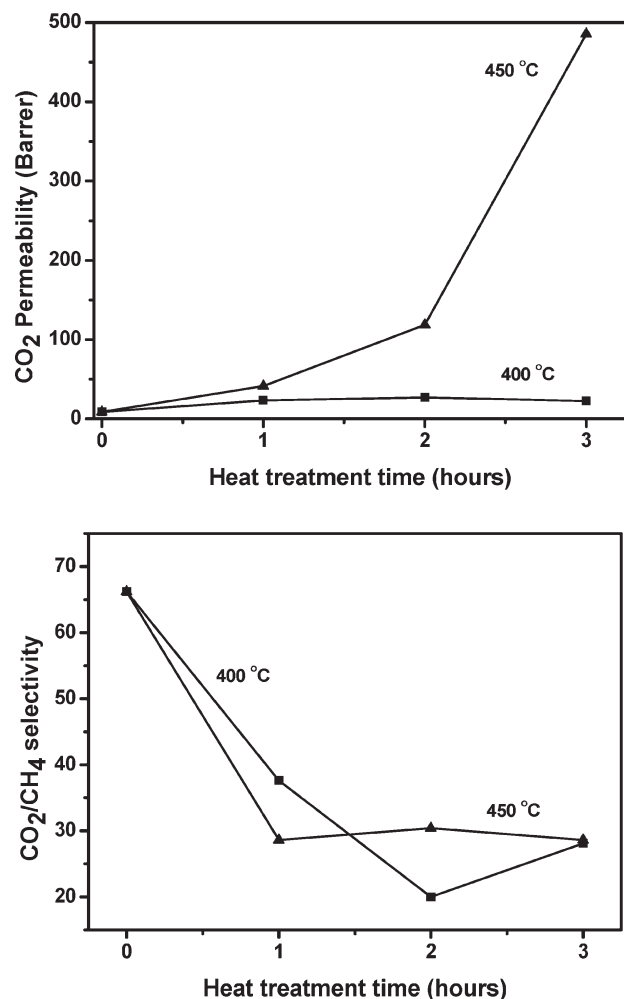 500
400
300
200
100
0
CO2 Permeability (Barrer)
450 °C
400 °C
0 1 2 3
Heat treatment time (hours)
70
60
50
40
30
20
CO2/CH4 selectivity
400 °C
450 °C
0 1 2 3
Heat treatment time (hours)